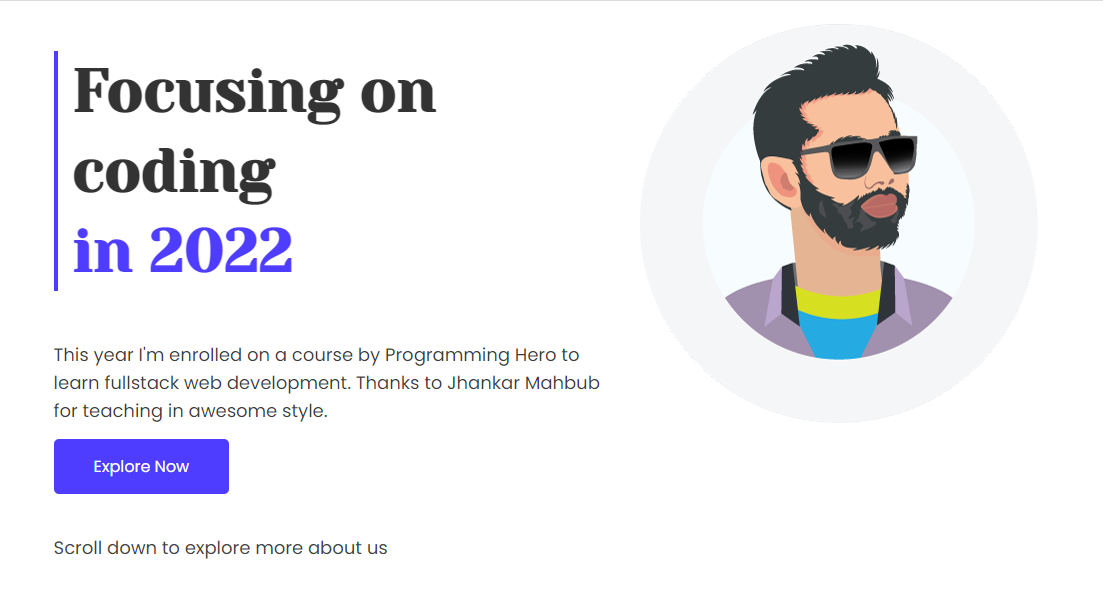 Focusing on
coding
in 2022
This year I'm enrolled on a course by Programming Hero to
learn fullstack web development. Thanks to Jhankar Mahbub
for teaching in awesome style.
Explore Now
Scroll down to explore more about us